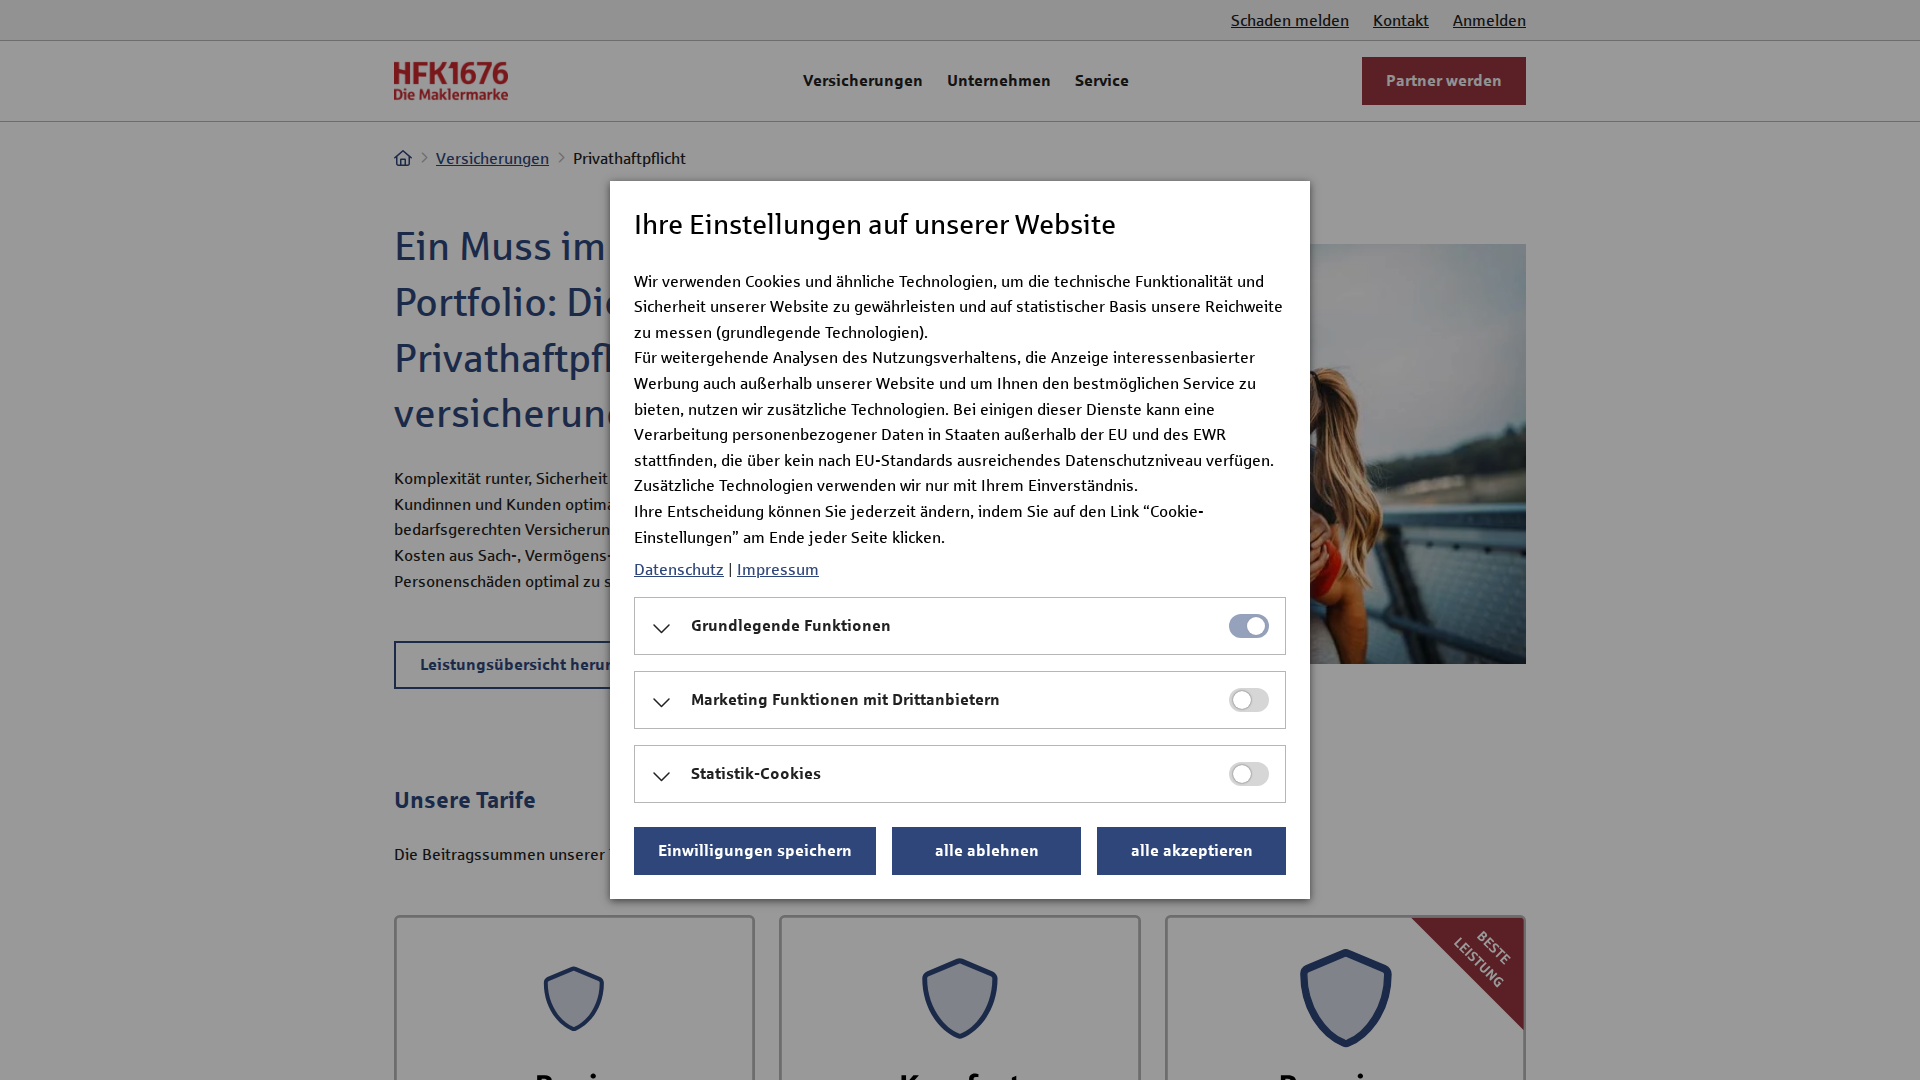 Schaden melden Kontakt Anmelden
HFK1676
Die Maklermarke
Versicherungen Unternehmen Service
Partner werden
Versicherungen Privathaftpflicht
Ein Muss im
Portfolio: Die
Privathaftpfl
versicherung
Komplexität runter, Sicherheit
Kundinnen und Kunden optima
bedarfsgerechten Versicherun
Kosten aus Sach-, Vermögens-
Personenschäden optimal zu s
Leistungsübersicht herun
Ihre Einstellungen auf unserer Website
Wir verwenden Cookies und ähnliche Technologien, um die technische Funktionalität und
Sicherheit unserer Website zu gewährleisten und auf statistischer Basis unsere Reichweite
zu messen (grundlegende Technologien).
Für weitergehende Analysen des Nutzungsverhaltens, die Anzeige interessenbasierter
Werbung auch außerhalb unserer Website und um Ihnen den bestmöglichen Service zu
bieten, nutzen wir zusätzliche Technologien. Bei einigen dieser Dienste kann eine
Verarbeitung personenbezogener Daten in Staaten außerhalb der EU und des EWR
stattfinden, die über kein nach EU-Standards ausreichendes Datenschutzniveau verfügen.
Zusätzliche Technologien verwenden wir nur mit Ihrem Einverständnis.
Ihre Entscheidung können Sie jederzeit ändern, indem Sie auf den Link “Cookie-
Einstellungen” am Ende jeder Seite klicken.
Datenschutz | Impressum
Grundlegende Funktionen
Marketing Funktionen mit Drittanbietern
Statistik-Cookies
Einwilligungen speichern alle ablehnen alle akzeptieren
Unsere Tarife
Die Beitragssummen unserer
BESTE
LEISTUNG